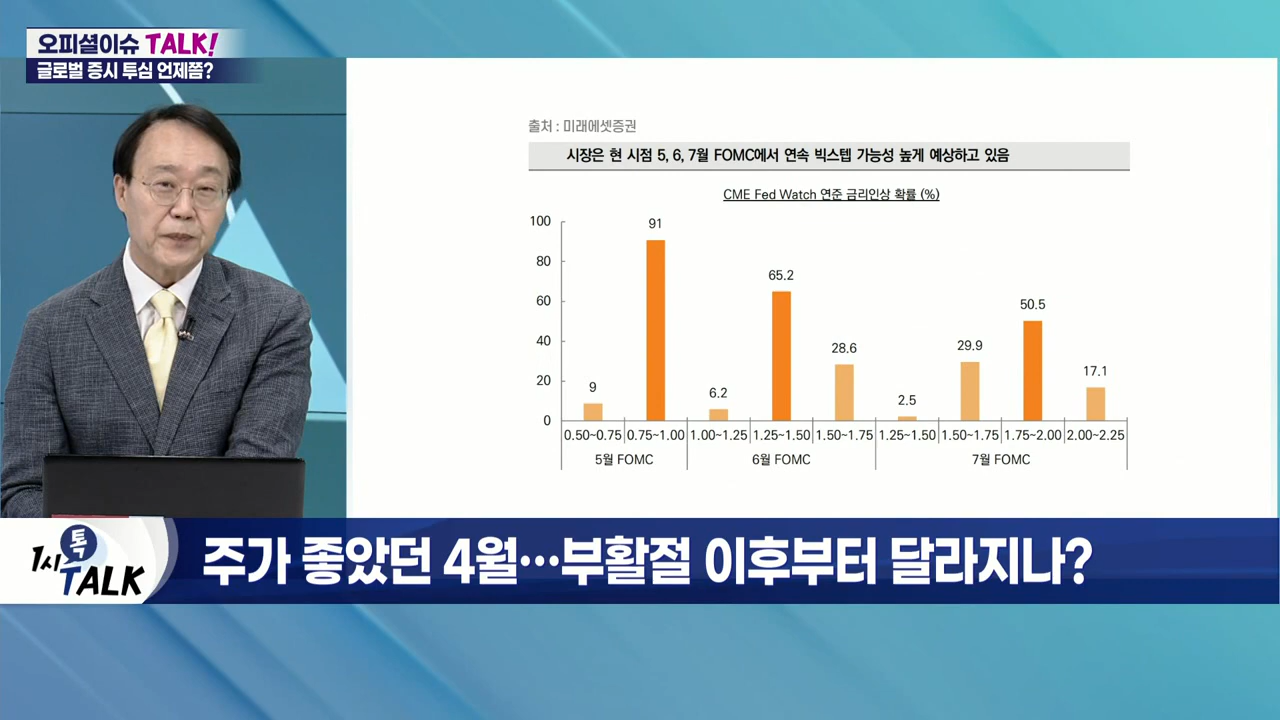 오피셜이슈 TALK!
글로벌 증시 투심 언제쯤?
출처 : 미래에셋증권
시장은 현 시점 5, 6, 7월 FOMC에서 연속 빅스텝 가능성 높게 예상하고 있음
CME Fed Watch 연준 금리인상 확률 (%)
100
80
60
40
20
0
9
91
6.2
65.2
28.6
2.5
29.9
50.5
17.1
0.50~0.75 0.75~1.00 1.00~1.25 1.25~1.50 1.50~1.75 1.25~1.50 1.50~1.75 1.75~2.00 2.00~2.25
5월 FOMC 6월 FOMC 7월 FOMC
1시 톡 TALK
주가 좋았던 4월…부활절 이후부터 달라지나?